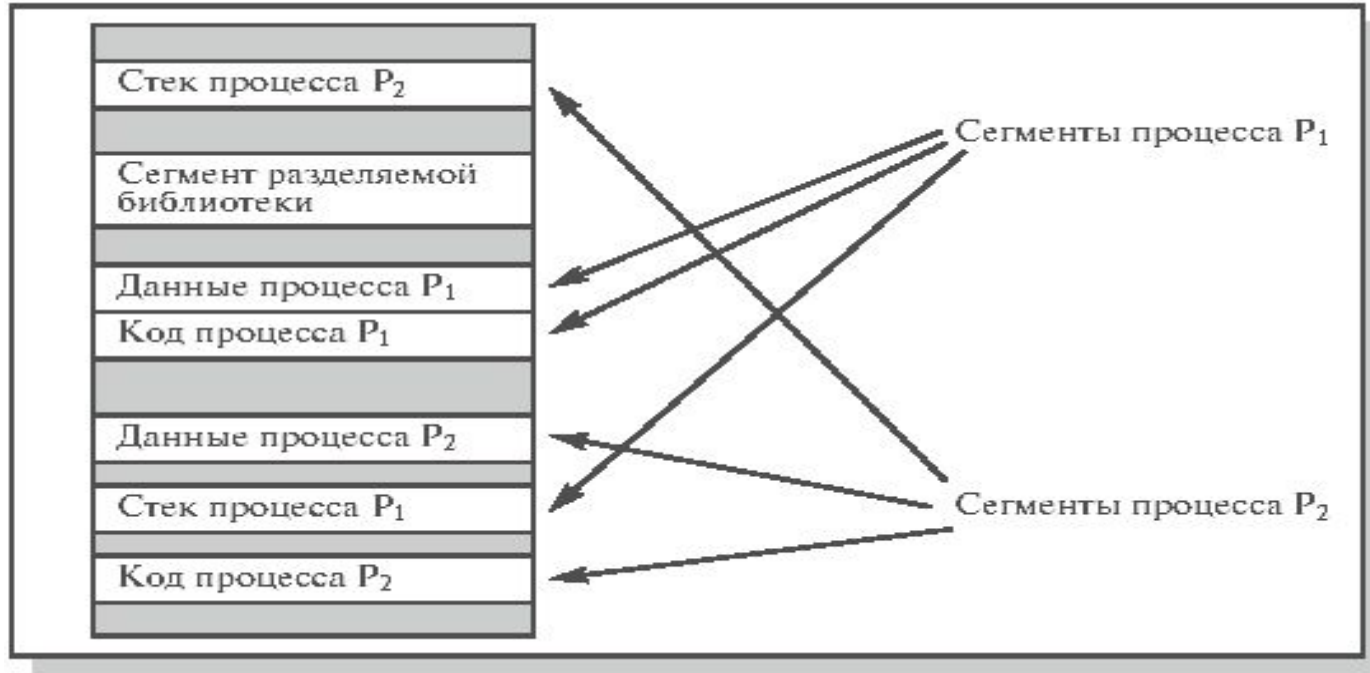 Стек процесса P₂
Сегмент разделяемой
библиотеки
Данные процесса P₁
Код процесса P₁
Данные процесса P₂
Стек процесса P₁
Код процесса P₂
Сегменты процесса P₁
Сегменты процесса P₂